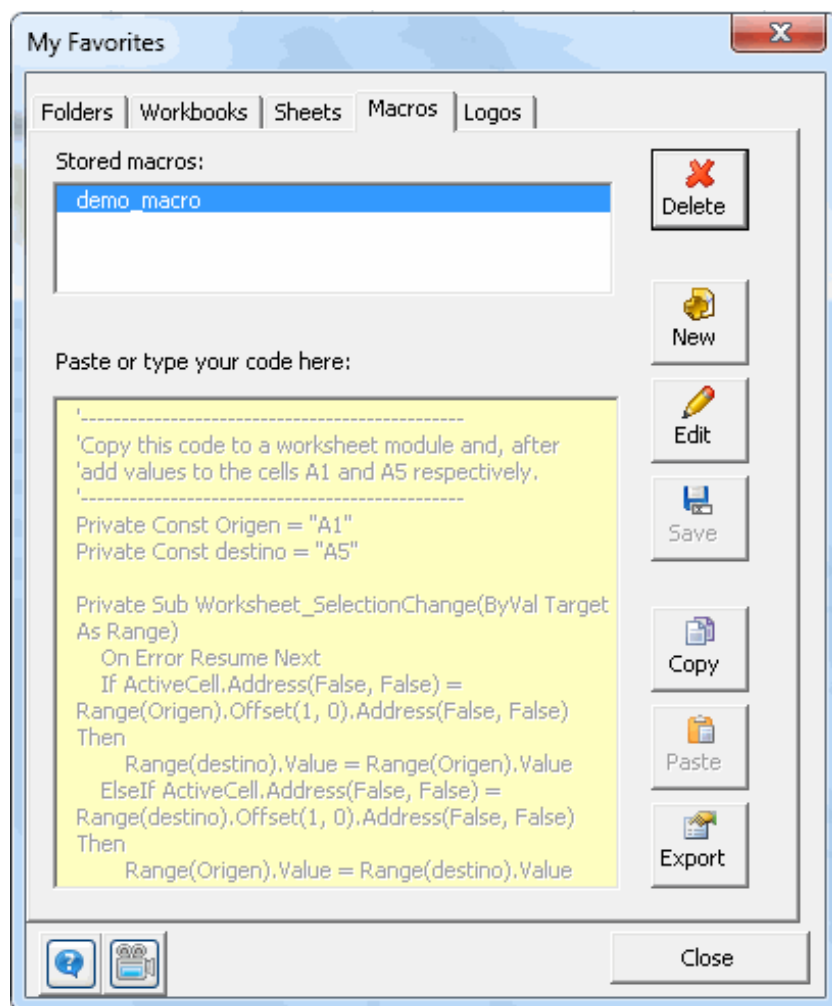 My Favorites
Folders
Workbooks
Sheets
Macros
Logos
Stored macros:
demo_macro
Delete
New
Paste or type your code here:
Edit
Save
Copy
Paste
Export
'-----------------------------------------------
'Copy this code to a worksheet module and, after
'add values to the cells A1 and A5 respectively.
'-----------------------------------------------
Private Const Origen = "A1"
Private Const destino = "A5"
Private Sub Worksheet_SelectionChange(ByVal Target
As Range)
On Error Resume Next
If ActiveCell.Address(False, False) =
Range(Origen).Offset(1, 0).Address(False, False)
Then
Range(destino).Value = Range(Origen).Value
ElseIf ActiveCell.Address(False, False) =
Range(destino).Offset(1, 0).Address(False, False)
Then
Range(Origen).Value = Range(destino).Value
Close